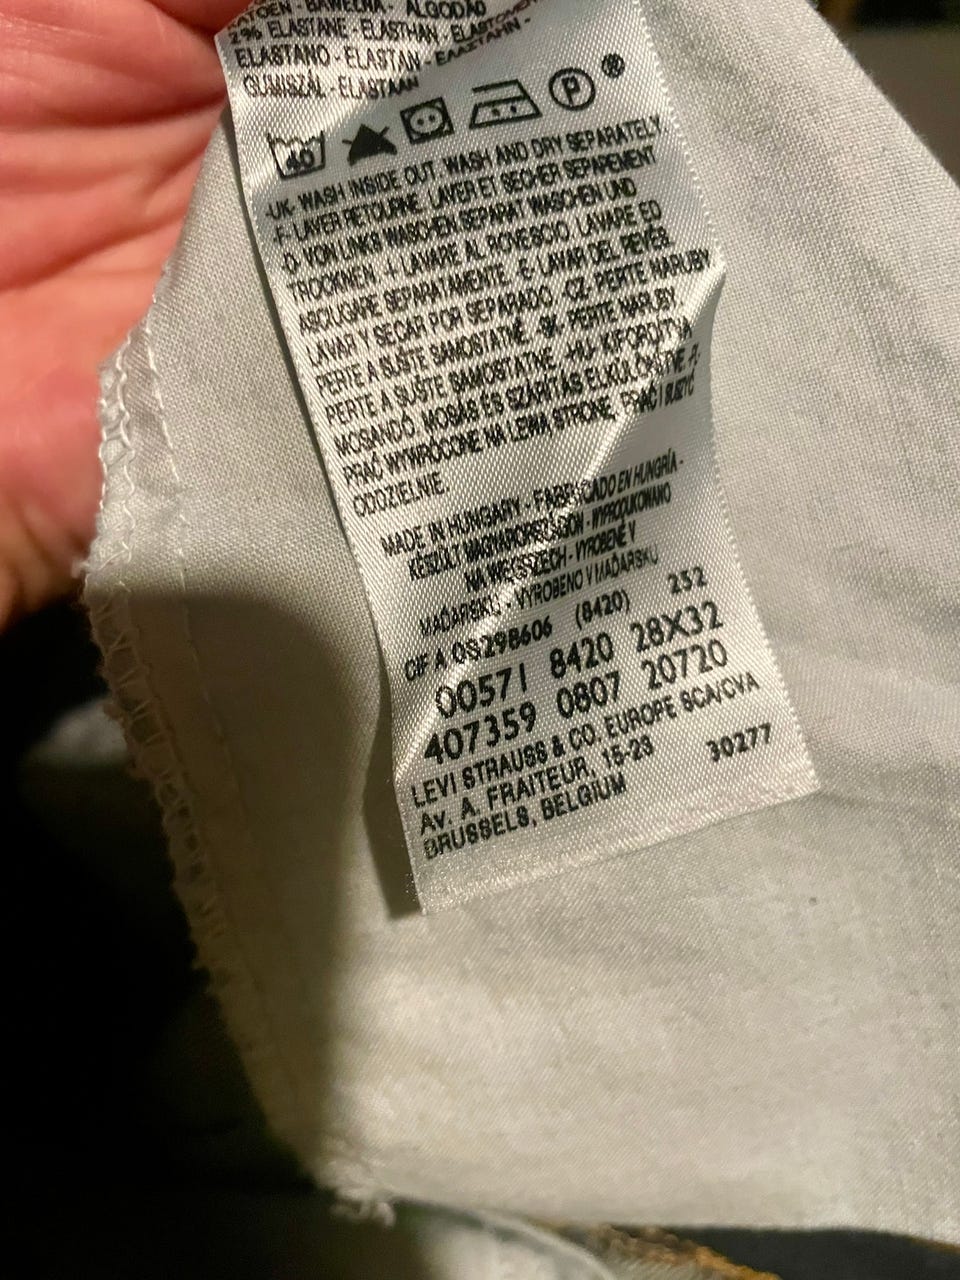 KATOEN - BAWEŁNA - ALGODÃO
2% ELASTANE - ELASTHAN - ELASTOMER -
ELASTANO - ELASTAN - ΕΛΑΣΤΑΝΗ -
GUMISZÁL - ELASTAAN
40 P ®
-UK- WASH INSIDE OUT. WASH AND DRY SEPARATELY.
-F- LAVER RETOURNE. LAVER ET SECHER SEPAREMENT
-D- VON LINKS WASCHEN SEPARAT WASCHEN UND
TROCKNEN. -I- LAVARE AL ROVESCIO. LAVARE ED
ASCIUGARE SEPARATAMENTE. -E- LAVAR DEL REVÉS.
LAVAR Y SECAR POR SEPARADO. -CZ- PERTE NARUBY.
PERTE A SUŠTE SAMOSTATNĚ. -SK- PERTE NARUBY.
PERTE A SUŠTE SAMOSTATNE. -HU- KIFORDÍTVA
MOSANDÓ. MOSÁS ÉS SZÁRÍTÁS ELKÜLÖNÍTVE -PL-
PRAĆ WYWRÓCONE NA LEWĄ STRONĘ. PRAĆ I SUSZYĆ
ODDZIELNIE.
MADE IN HUNGARY - FABRICADO EN HUNGRÍA -
KÉSZÜLT MAGYARORSZÁGON - WYPRODUKOWANO
NA WĘGRZECH - VYROBENÉ V
MAĎARSKU - VYROBENO V MAĎARSKU
CIF A 08298606 (8420) 232
00571 8420 28X32
407359 0807 20720
LEVI STRAUSS & CO. EUROPE SCA/CVA
AV. A. FRAITEUR, 15-23 30277
BRUSSELS, BELGIUM